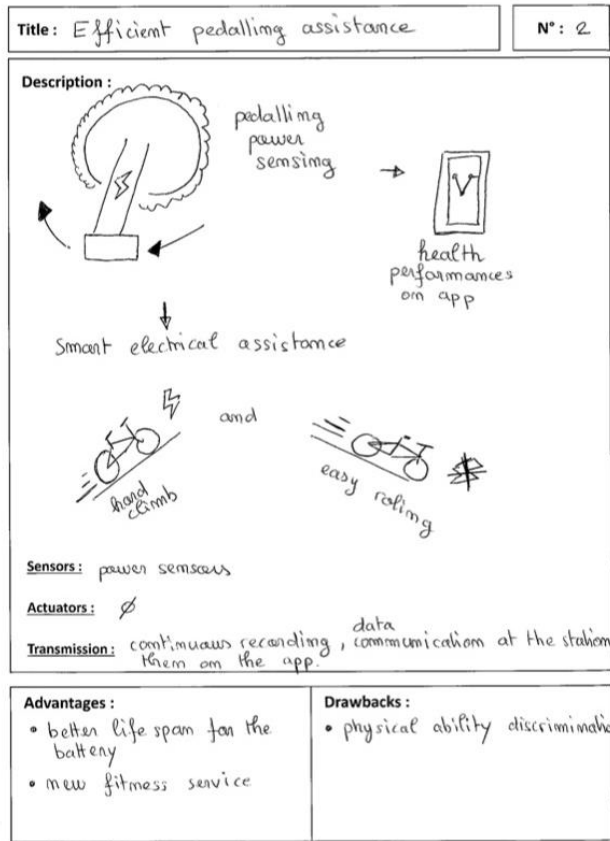 Title : Efficient pedalling assistance
N° : 2
Description :
pedalling
power
sensing
health
performances
on app
Smart electrical assistance
and
hard
climb
easy roling
Sensors : power sensors
Actuators : ∅
Transmission : continuous recording, data communication at the station
then on the app.
Advantages :
• better life span for the
battery
• new fitness service
Drawbacks :
• physical ability discriminatio